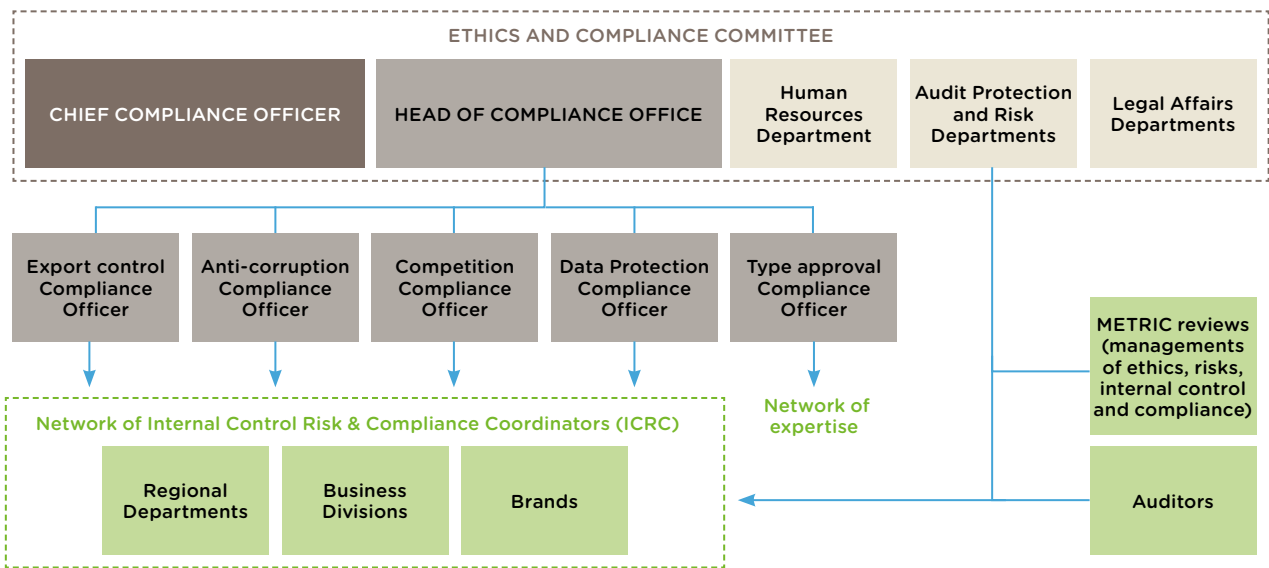 ETHICS AND COMPLIANCE COMMITTEE
CHIEF COMPLIANCE OFFICER
HEAD OF COMPLIANCE OFFICE
Human
Resources
Department
Audit Protection
and Risk
Departments
Legal Affairs
Departments
Export control
Compliance
Officer
Anti-corruption
Compliance
Officer
Competition
Compliance
Officer
Data Protection
Compliance
Officer
Type approval
Compliance
Officer
METRIC reviews
(managements
of ethics, risks,
internal control
and compliance)
Network of Internal Control Risk & Compliance Coordinators (ICRC)
Network of
expertise
Regional
Departments
Business
Divisions
Brands
Auditors